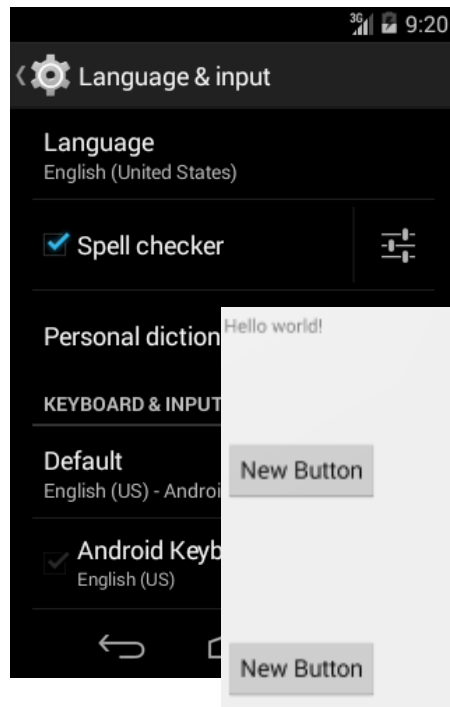 3G 9:20
Language & input
Language
English (United States)
Spell checker
Personal diction
Hello world!
KEYBOARD & INPUT
Default
English (US) - Androi
New Button
Android Keyb
English (US)
New Button